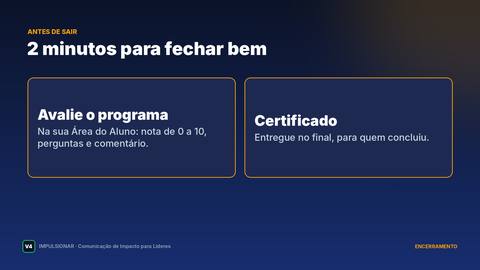 ANTES DE SAIR
2 minutos para fechar bem
Avalie o programa
Na sua Área do Aluno: nota de 0 a 10,
perguntas e comentário.
Certificado
Entregue no final, para quem concluiu.
V4 IMPULSIONAR · Comunicação de Impacto para Líderes
ENCERRAMENTO